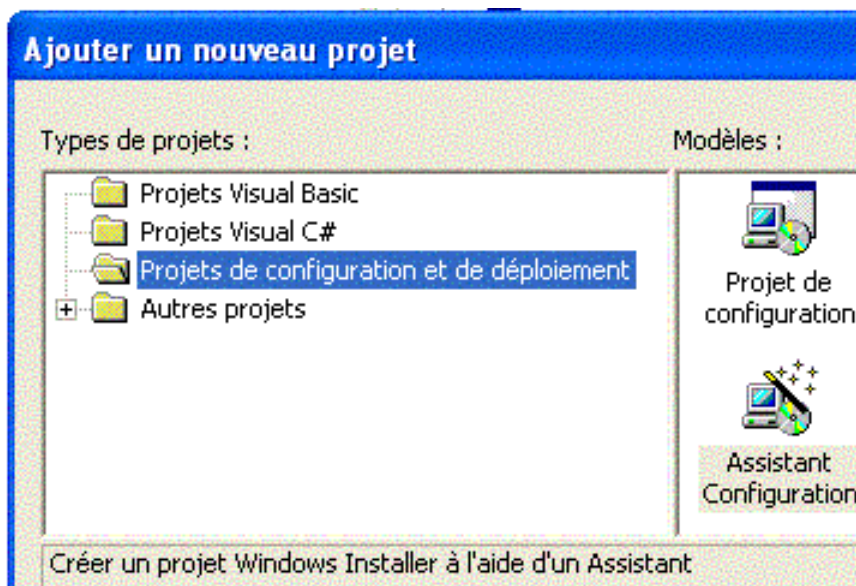 Ajouter un nouveau projet
Types de projets :
Modèles :
Projets Visual Basic
Projets Visual C#
Projets de configuration et de déploiement
Autres projets
Projet de
configuration
Assistant
Configuration
Créer un projet Windows Installer à l'aide d'un Assistant